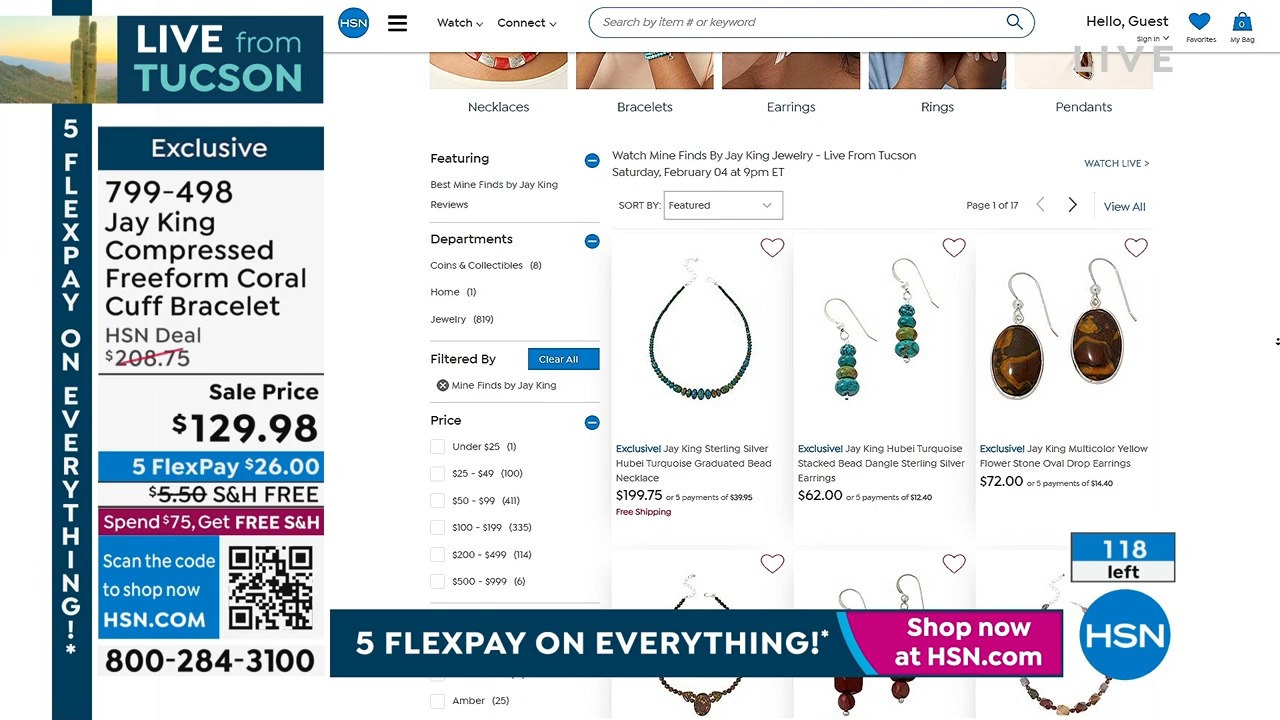 LIVE from
TUCSON
5 FLEXPAY ON EVERYTHING!*
Exclusive
799-498
Jay King
Compressed
Freeform Coral
Cuff Bracelet
HSN Deal
$208.75
Sale Price
$129.98
5 FlexPay $26.00
$5.50 S&H FREE
Spend $75, Get FREE S&H
Scan the code
to shop now
HSN.COM
800-284-3100
HSN
Watch
Connect
Search by item # or keyword
Hello, Guest
Sign In
Favorites
0
My Bag
LIVE
Necklaces
Bracelets
Earrings
Rings
Pendants
Featuring
Best Mine Finds by Jay King
Reviews
Departments
Coins & Collectibles (8)
Home (1)
Jewelry (819)
Filtered By
Clear All
Mine Finds by Jay King
Price
Under $25 (1)
$25 - $49 (100)
$50 - $99 (411)
$100 - $199 (335)
$200 - $499 (114)
$500 - $999 (6)
Amber (25)
Watch Mine Finds By Jay King Jewelry - Live From Tucson
Saturday, February 04 at 9pm ET
WATCH LIVE >
SORT BY: Featured
Page 1 of 17
View All
Exclusive! Jay King Sterling Silver
Hubei Turquoise Graduated Bead
Necklace
$199.75 or 5 payments of $39.95
Free Shipping
Exclusive! Jay King Hubei Turquoise
Stacked Bead Dangle Sterling Silver
Earrings
$62.00 or 5 payments of $12.40
Exclusive! Jay King Multicolor Yellow
Flower Stone Oval Drop Earrings
$72.00 or 5 payments of $14.40
118
left
5 FLEXPAY ON EVERYTHING!*
Shop now
at HSN.com
HSN